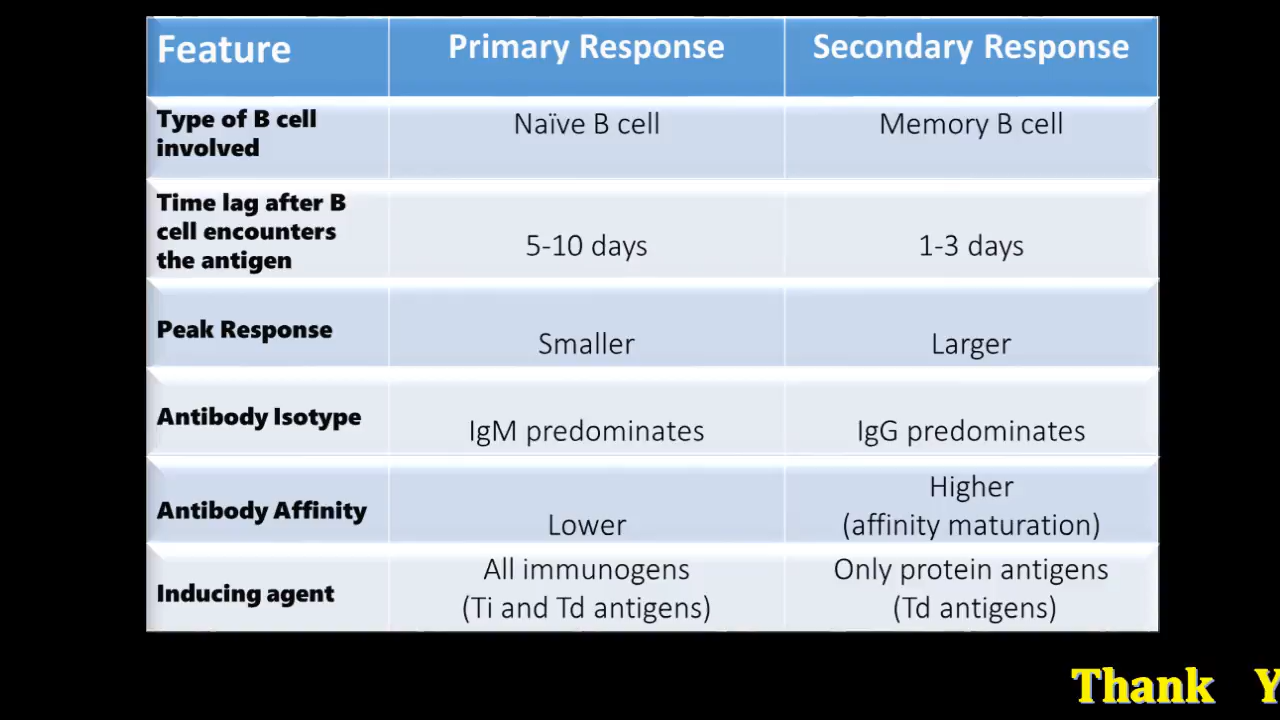 Feature Primary Response Secondary Response
Type of B cell
involved
Naïve B cell Memory B cell
Time lag after B
cell encounters
the antigen
5-10 days 1-3 days
Peak Response
Smaller Larger
Antibody Isotype
IgM predominates IgG predominates
Antibody Affinity
Lower
Higher
(affinity maturation)
Inducing agent
All immunogens
(Ti and Td antigens)
Only protein antigens
(Td antigens)
Thank Y